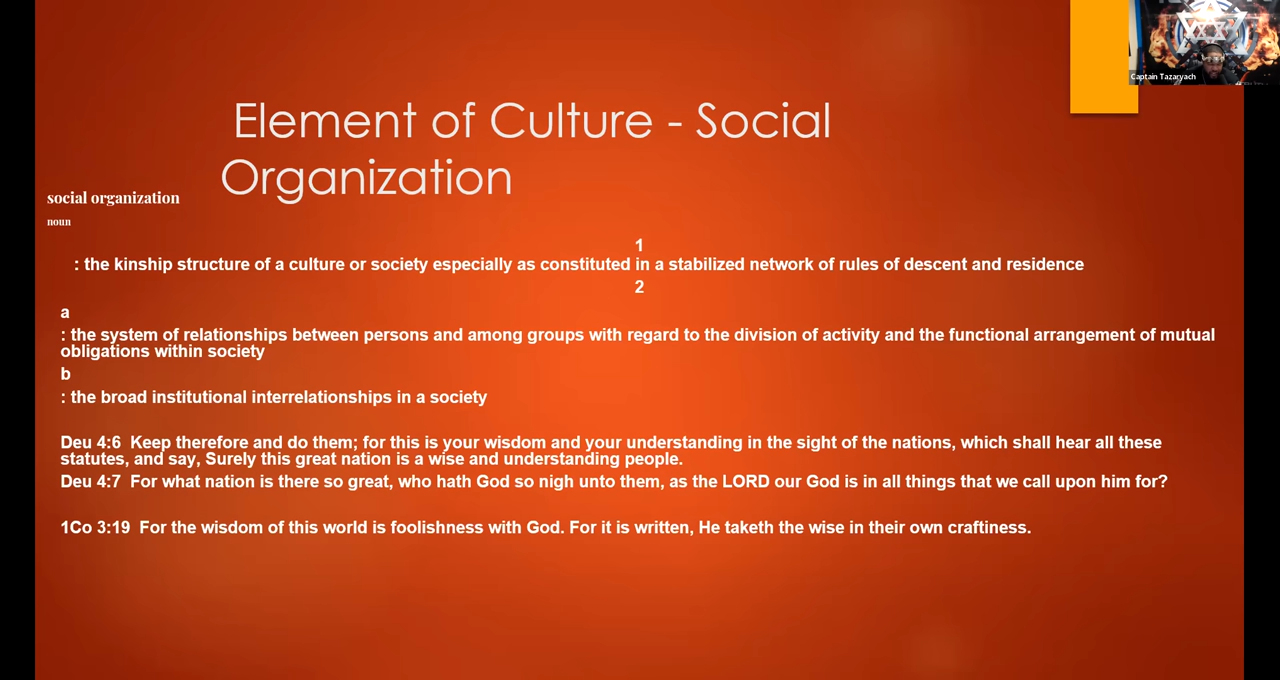 Captain Tazaryach
Element of Culture - Social
Organization
social organization
noun
1
: the kinship structure of a culture or society especially as constituted in a stabilized network of rules of descent and residence
2
a
: the system of relationships between persons and among groups with regard to the division of activity and the functional arrangement of mutual
obligations within society
b
: the broad institutional interrelationships in a society
Deu 4:6 Keep therefore and do them; for this is your wisdom and your understanding in the sight of the nations, which shall hear all these
statutes, and say, Surely this great nation is a wise and understanding people.
Deu 4:7 For what nation is there so great, who hath God so nigh unto them, as the LORD our God is in all things that we call upon him for?
1Co 3:19 For the wisdom of this world is foolishness with God. For it is written, He taketh the wise in their own craftiness.